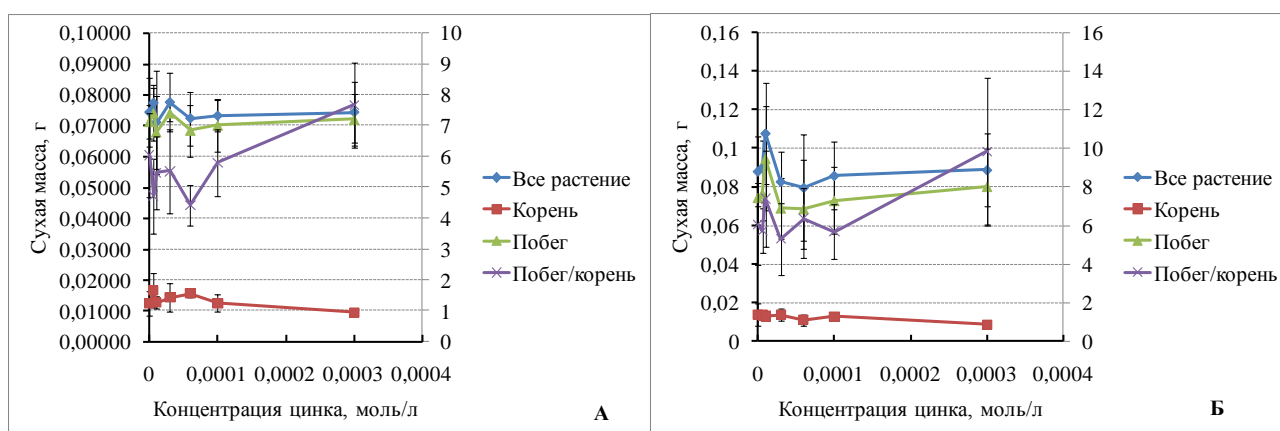 0,10000
0,09000
0,08000
0,07000
0,06000
0,05000
0,04000
0,03000
0,02000
0,01000
0,00000
Сухая масса, г
10
9
8
7
6
5
4
3
2
1
0
0 0,0001 0,0002 0,0003 0,0004
Концентрация цинка, моль/л
А
Все растение
Корень
Побег
Побег/корень
0,16
0,14
0,12
0,1
0,08
0,06
0,04
0,02
0
Сухая масса, г
16
14
12
10
8
6
4
2
0
0 0,0001 0,0002 0,0003 0,0004
Концентрация цинка, моль/л
Б
Все растение
Корень
Побег
Побег/корень